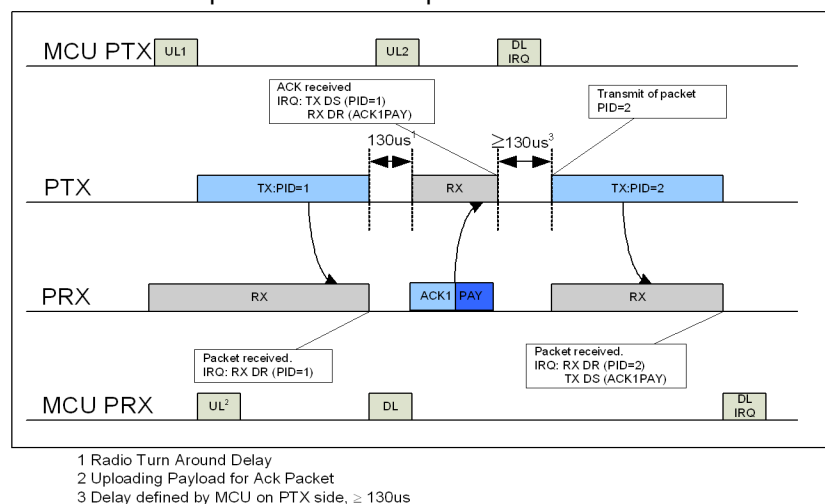 MCU PTX
UL1
UL2
DL
IRQ
ACK received
IRQ: TX DS (PID=1)
RX DR (ACK1PAY)
Transmit of packet
PID=2
130us1
≥130us3
PTX
TX:PID=1
RX
TX:PID=2
PRX
RX
ACK1
PAY
RX
Packet received.
IRQ: RX DR (PID=1)
Packet received.
IRQ: RX DR (PID=2)
TX DS (ACK1PAY)
MCU PRX
UL2
DL
DL
IRQ
1 Radio Turn Around Delay
2 Uploading Payload for Ack Packet
3 Delay defined by MCU on PTX side, ≥ 130us